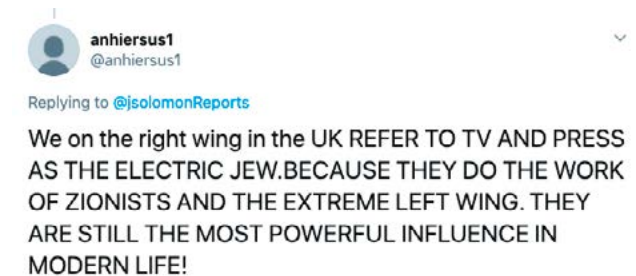 anhiersus1
@anhiersus1
Replying to @jsolomonReports
We on the right wing in the UK REFER TO TV AND PRESS
AS THE ELECTRIC JEW.BECAUSE THEY DO THE WORK
OF ZIONISTS AND THE EXTREME LEFT WING. THEY
ARE STILL THE MOST POWERFUL INFLUENCE IN
MODERN LIFE!